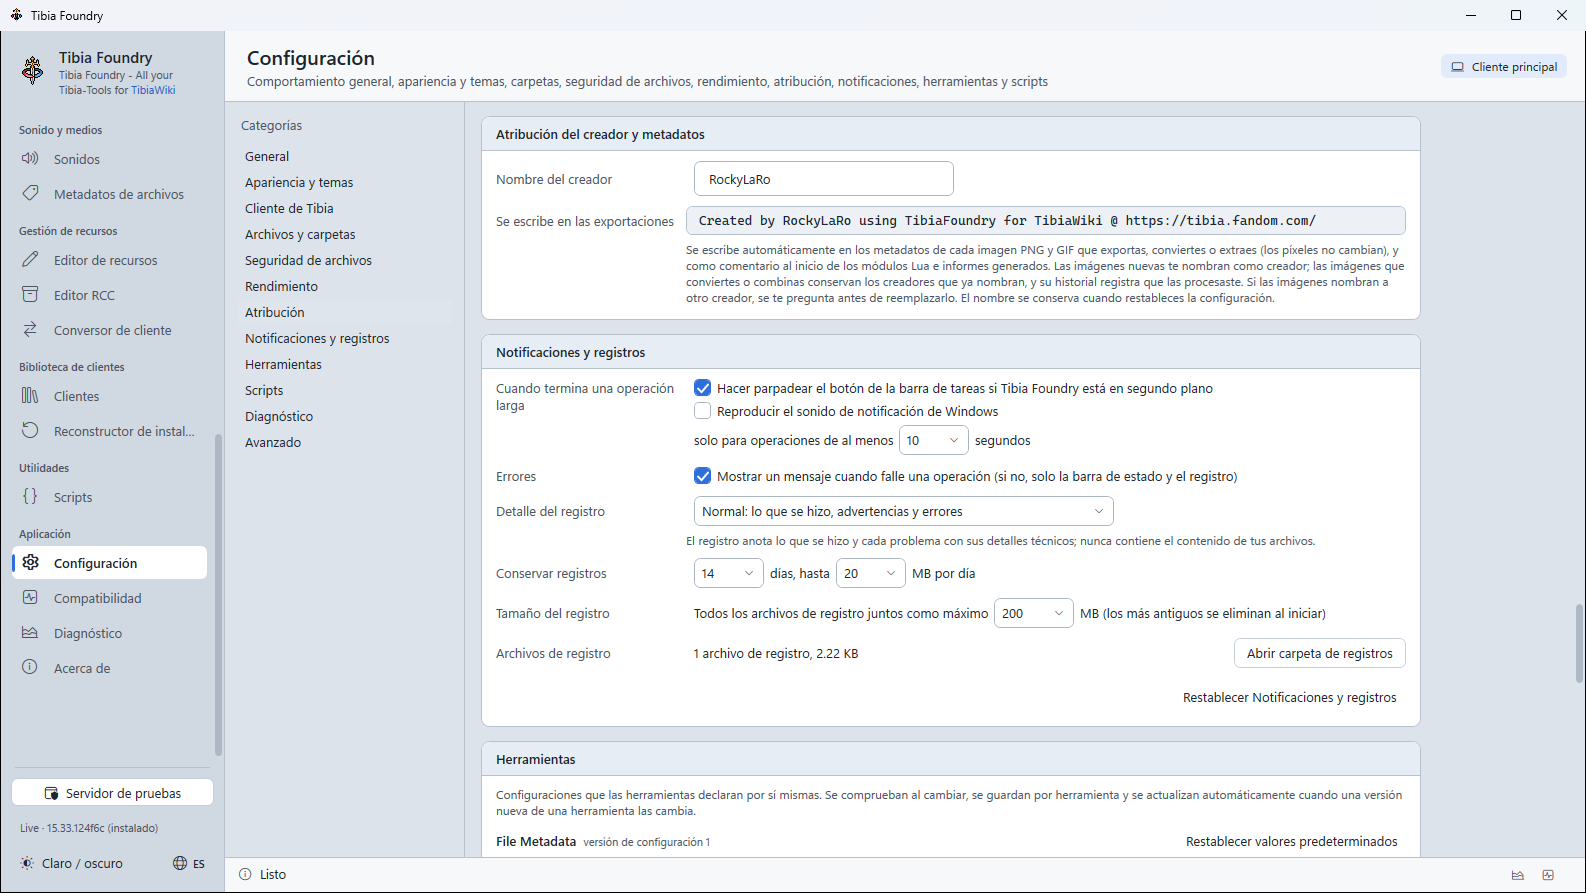 Tibia Foundry
Tibia Foundry
Tibia Foundry - All your
Tibia-Tools for TibiaWiki
Sonido y medios
Sonidos
Metadatos de archivos
Gestión de recursos
Editor de recursos
Editor RCC
Conversor de cliente
Biblioteca de clientes
Clientes
Reconstructor de instal...
Utilidades
Scripts
Aplicación
Configuración
Compatibilidad
Diagnóstico
Acerca de
Servidor de pruebas
Live · 15.33.124f6c (instalado)
Claro / oscuro
ES
Configuración
Comportamiento general, apariencia y temas, carpetas, seguridad de archivos, rendimiento, atribución, notificaciones, herramientas y scripts
Cliente principal
Categorías
General
Apariencia y temas
Cliente de Tibia
Archivos y carpetas
Seguridad de archivos
Rendimiento
Atribución
Notificaciones y registros
Herramientas
Scripts
Diagnóstico
Avanzado
Atribución del creador y metadatos
Nombre del creador
RockyLaRo
Se escribe en las exportaciones
Created by RockyLaRo using TibiaFoundry for TibiaWiki @ https://tibia.fandom.com/
Se escribe automáticamente en los metadatos de cada imagen PNG y GIF que exportas, conviertes o extraes (los píxeles no cambian), y
como comentario al inicio de los módulos Lua e informes generados. Las imágenes nuevas te nombran como creador; las imágenes que
conviertes o combinas conservan los creadores que ya nombran, y su historial registra que las procesaste. Si las imágenes nombran a
otro creador, se te pregunta antes de reemplazarlo. El nombre se conserva cuando restableces la configuración.
Notificaciones y registros
Cuando termina una operación
larga
Hacer parpadear el botón de la barra de tareas si Tibia Foundry está en segundo plano
Reproducir el sonido de notificación de Windows
solo para operaciones de al menos 10 segundos
Errores
Mostrar un mensaje cuando falle una operación (si no, solo la barra de estado y el registro)
Detalle del registro
Normal: lo que se hizo, advertencias y errores
El registro anota lo que se hizo y cada problema con sus detalles técnicos; nunca contiene el contenido de tus archivos.
Conservar registros
14 días, hasta 20 MB por día
Tamaño del registro
Todos los archivos de registro juntos como máximo 200 MB (los más antiguos se eliminan al iniciar)
Archivos de registro
1 archivo de registro, 2.22 KB
Abrir carpeta de registros
Restablecer Notificaciones y registros
Herramientas
Configuraciones que las herramientas declaran por sí mismas. Se comprueban al cambiar, se guardan por herramienta y se actualizan automáticamente cuando una versión
nueva de una herramienta las cambia.
File Metadata versión de configuración 1
Restablecer valores predeterminados
Listo